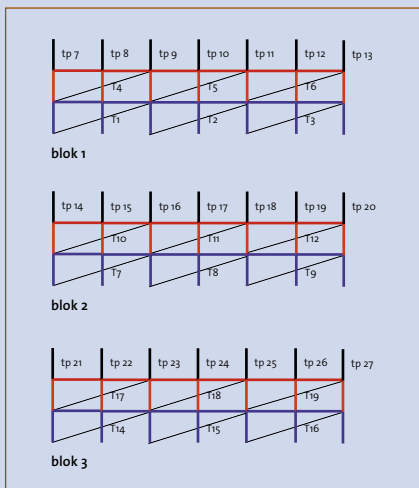 tp 7 tp 8 tp 9 tp 10 tp 11 tp 12 tp 13
T4 T5 T6
T1 T2 T3
blok 1
tp 14 tp 15 tp 16 tp 17 tp 18 tp 19 tp 20
T10 T11 T12
T7 T8 T9
blok 2
tp 21 tp 22 tp 23 tp 24 tp 25 tp 26 tp 27
T17 T18 T19
T14 T15 T16
blok 3